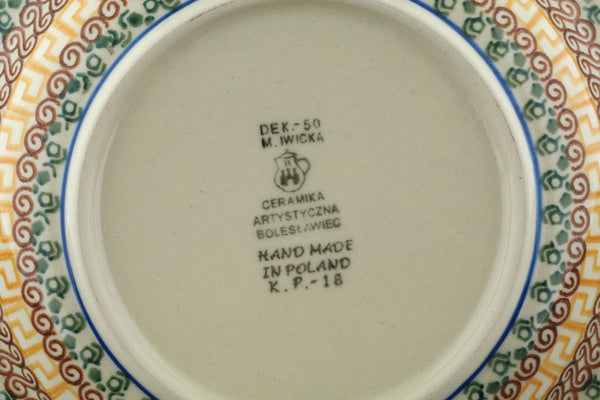 DEK.-50
M. IWICKA
R
CERAMIKA
ARTYSTYCZNA
BOLESŁAWIEC
HAND MADE
IN POLAND
K. P.-18